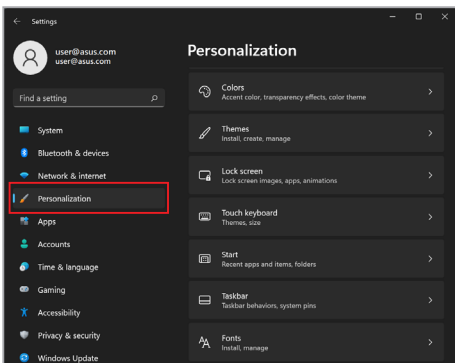 Settings
user@asus.com
user@asus.com
Find a setting
System
Bluetooth & devices
Network & internet
Personalization
Apps
Accounts
Time & language
Gaming
Accessibility
Privacy & security
Windows Update
Personalization
Colors
Accent color, transparency effects, color theme
Themes
Install, create, manage
Lock screen
Lock screen images, apps, animations
Touch keyboard
Themes, size
Start
Recent apps and items, folders
Taskbar
Taskbar behaviors, system pins
Fonts
Install, manage